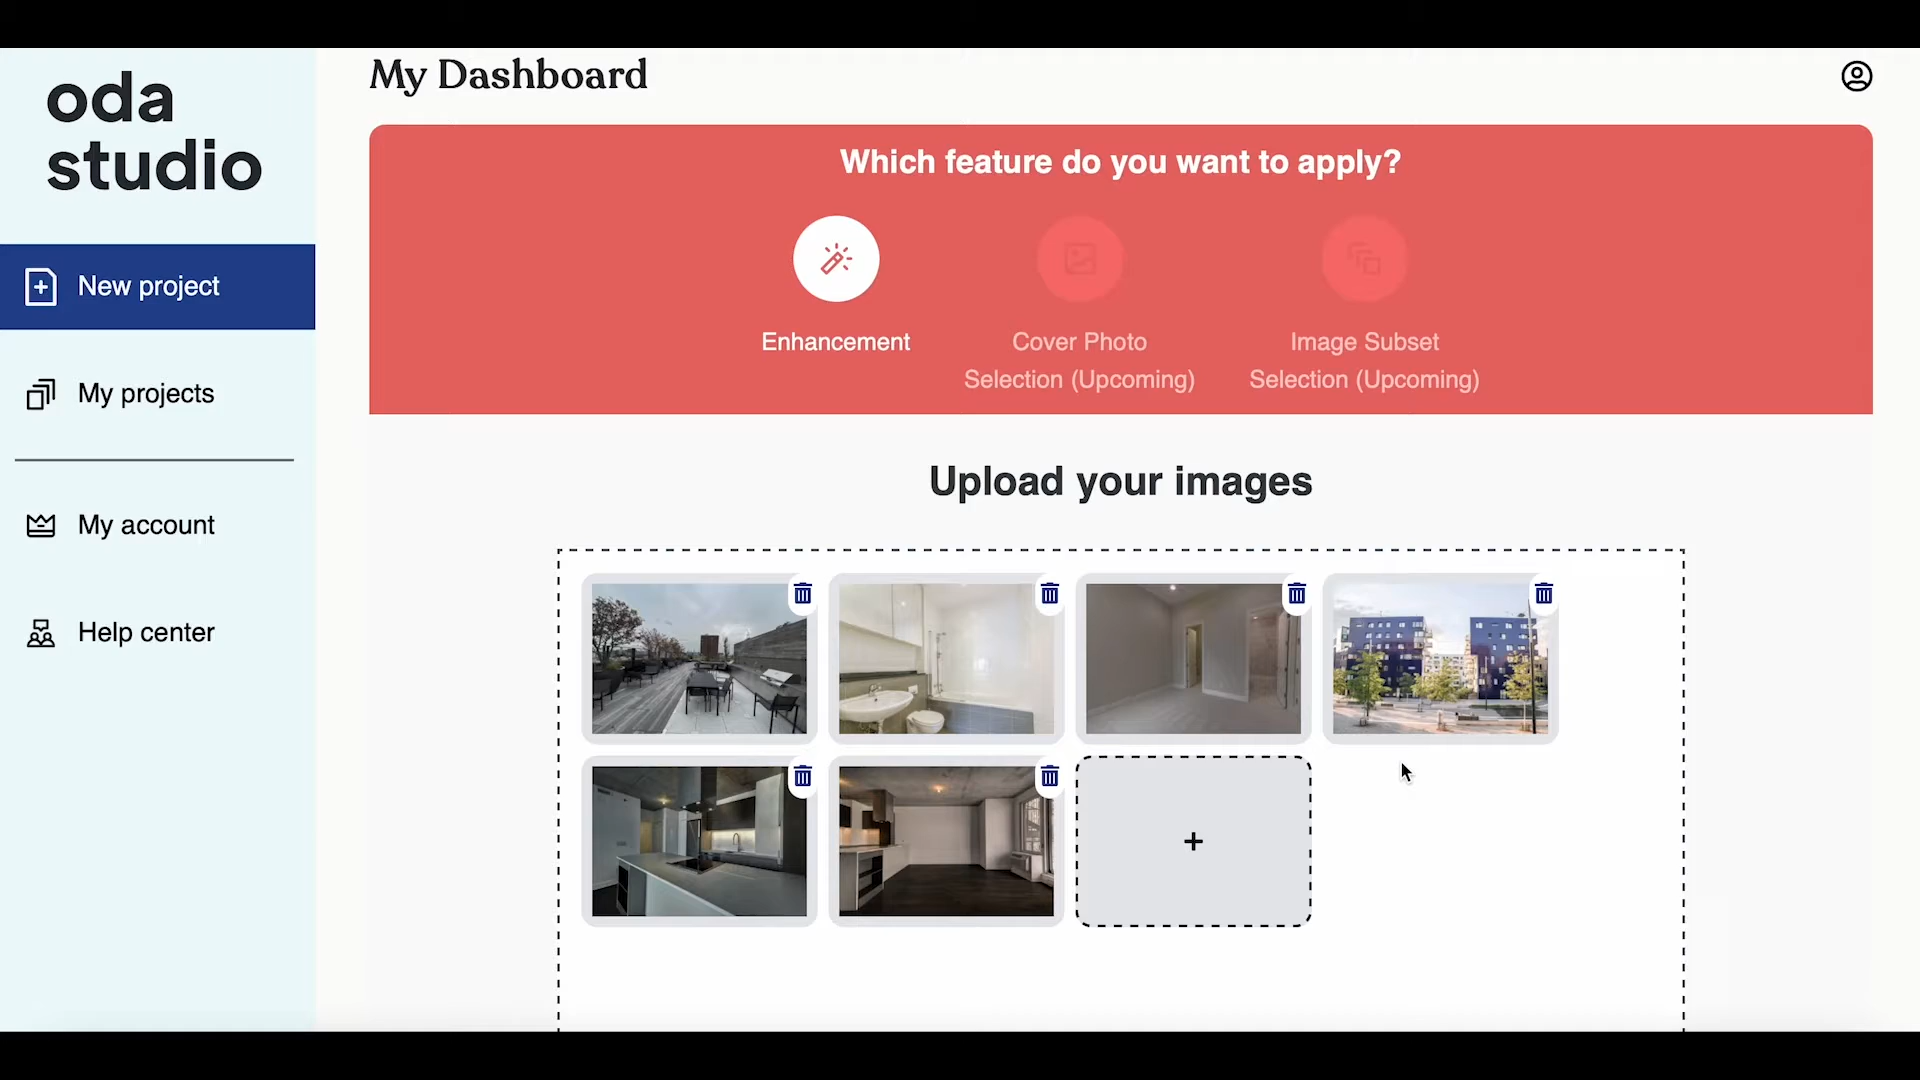 oda
studio
My Dashboard
New project
My projects
My account
Help center
Which feature do you want to apply?
Enhancement
Cover Photo
Selection (Upcoming)
Image Subset
Selection (Upcoming)
Upload your images